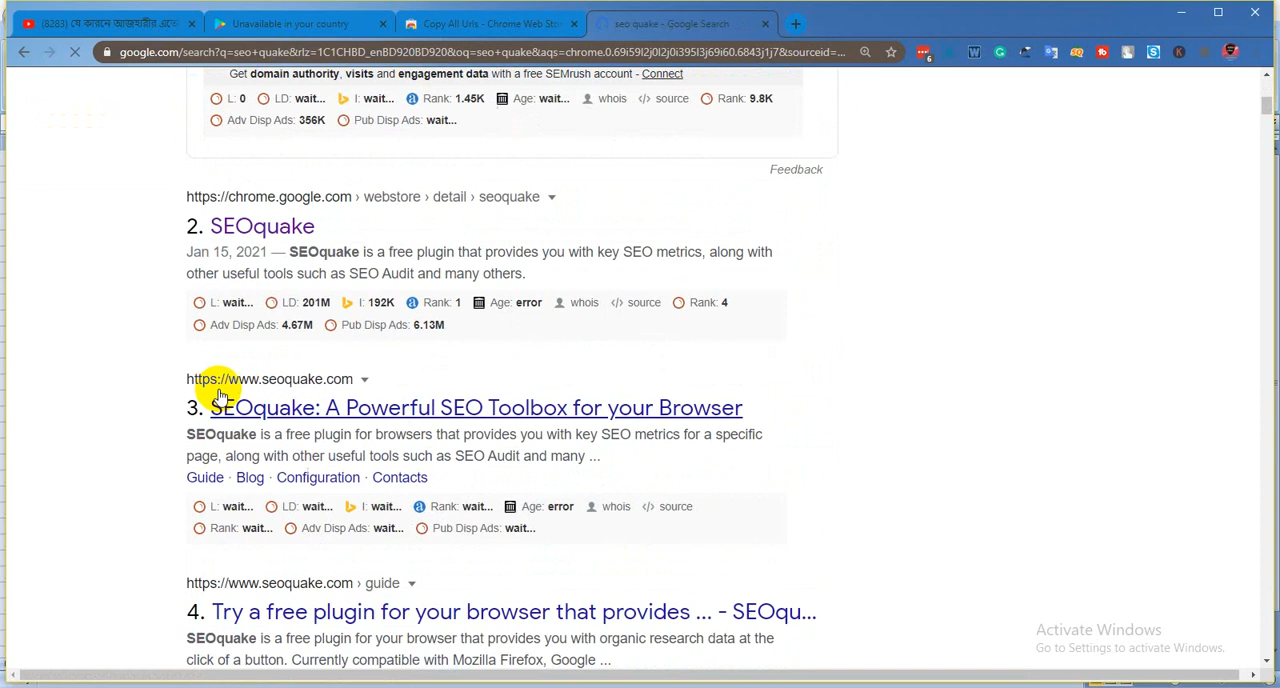 (8283) যে কারনে আজহারীর এতো
Unavailable in your country
Copy All Urls - Chrome Web Sto
seo quake - Google Search
google.com/search?q=seo+quake&rlz=1C1CHBD_enBD920BD920&oq=seo+quake&aqs=chrome.0.69i59l2j0l2j0i395l3j69i60.6843j1j7&sourceid=...
Get domain authority, visits and engagement data with a free SEMrush account - Connect
L: 0 LD: wait... I: wait... Rank: 1.45K Age: wait... whois </> source Rank: 9.8K
Adv Disp Ads: 356K Pub Disp Ads: wait...
Feedback
https://chrome.google.com › webstore › detail › seoquake
2. SEOquake
Jan 15, 2021 — SEOquake is a free plugin that provides you with key SEO metrics, along with
other useful tools such as SEO Audit and many others.
L: wait... LD: 201M I: 192K Rank: 1 Age: error whois </> source Rank: 4
Adv Disp Ads: 4.67M Pub Disp Ads: 6.13M
https://www.seoquake.com
3. SEOquake: A Powerful SEO Toolbox for your Browser
SEOquake is a free plugin for browsers that provides you with key SEO metrics for a specific
page, along with other useful tools such as SEO Audit and many ...
Guide · Blog · Configuration · Contacts
L: wait... LD: wait... I: wait... Rank: wait... Age: error whois </> source
Rank: wait... Adv Disp Ads: wait... Pub Disp Ads: wait...
https://www.seoquake.com › guide
4. Try a free plugin for your browser that provides ... - SEOqu...
SEOquake is a free plugin for your browser that provides you with organic research data at the
click of a button. Currently compatible with Mozilla Firefox, Google ...
Activate Windows
Go to Settings to activate Windows.